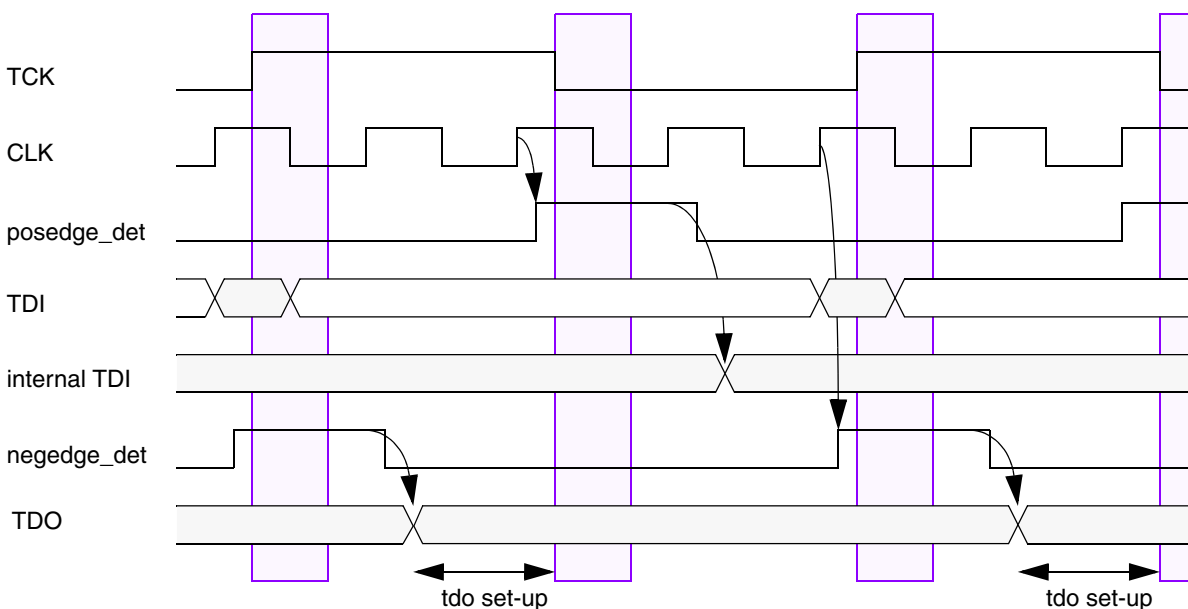 TCK
CLK
posedge_det
TDI
internal TDI
negedge_det
TDO
tdo set-up
tdo set-up